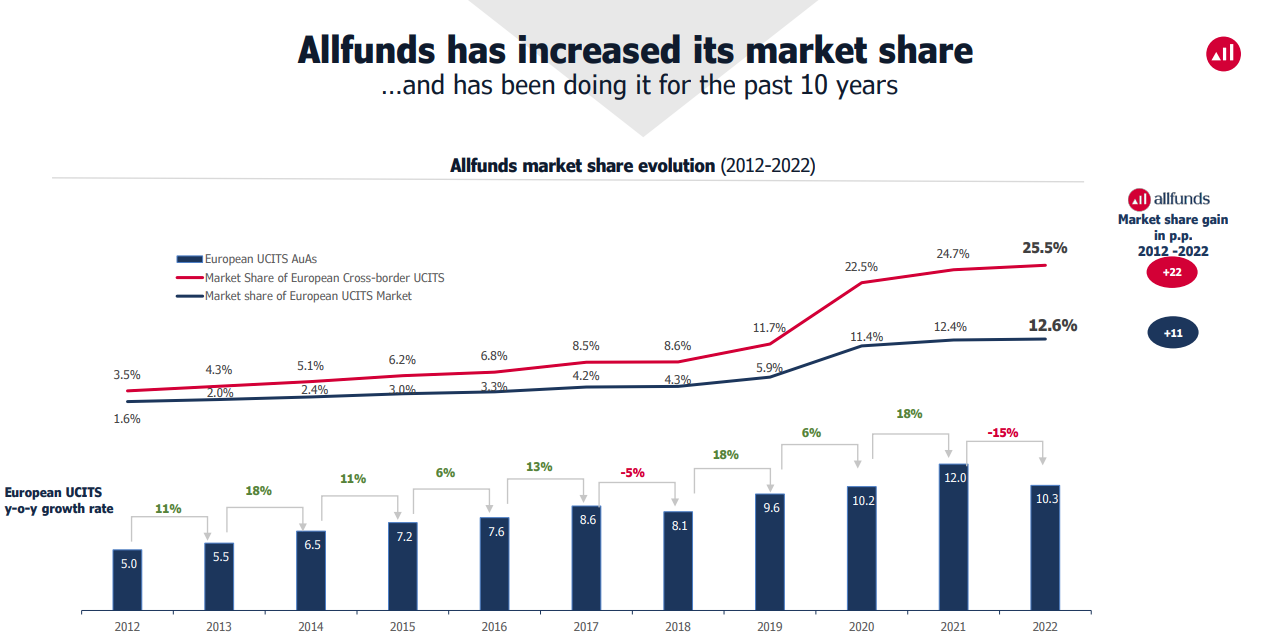 Allfunds has increased its market share
...and has been doing it for the past 10 years
Allfunds market share evolution (2012-2022)
allfunds
Market share gain
in p.p.
2012 -2022
+22
+11
European UCITS AuAs
Market Share of European Cross-border UCITS
Market share of European UCITS Market
3.5% 4.3% 5.1% 6.2% 6.8% 8.5% 8.6% 11.7% 22.5% 24.7% 25.5%
1.6% 2.0% 2.4% 3.0% 3.3% 4.2% 4.3% 5.9% 11.4% 12.4% 12.6%
European UCITS
y-o-y growth rate
11% 18% 11% 6% 13% -5% 18% 6% 18% -15%
5.0 5.5 6.5 7.2 7.6 8.6 8.1 9.6 10.2 12.0 10.3
2012 2013 2014 2015 2016 2017 2018 2019 2020 2021 2022